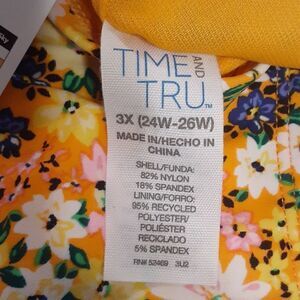 TIME AND
TRU™
3X (24W-26W)
MADE IN/HECHO IN
CHINA
SHELL/FUNDA:
82% NYLON
18% SPANDEX
LINING/FORRO:
95% RECYCLED
POLYESTER/
POLIÉSTER
RECICLADO
5% SPANDEX
RN# 52469 3U2